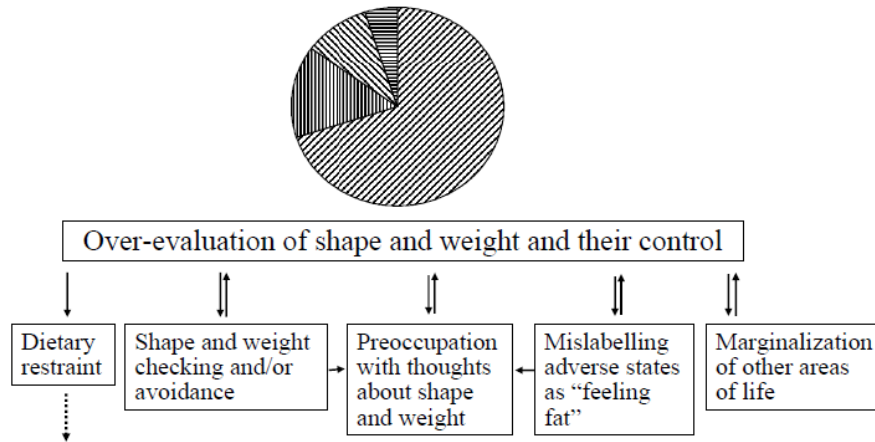 Over-evaluation of shape and weight and their control
Dietary
restraint
Shape and weight
checking and/or
avoidance
Preoccupation
with thoughts
about shape
and weight
Mislabelling
adverse states
as “feeling
fat”
Marginalization
of other areas
of life